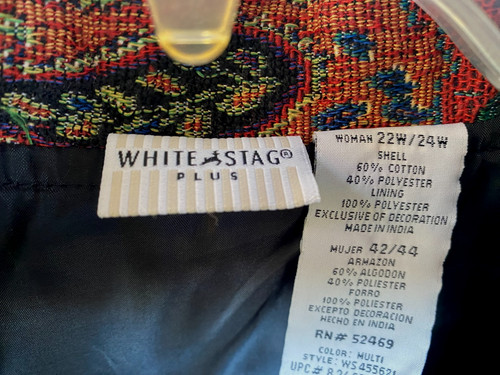 WHITE STAG®
PLUS
WOMAN 22W/24W
SHELL
60% COTTON
40% POLYESTER
LINING
100% POLYESTER
EXCLUSIVE OF DECORATION
MADE IN INDIA
MUJER 42/44
ARMAZON
60% ALGODON
40% POLIESTER
FORRO
100% POLIESTER
EXCEPTO DECORACION
HECHO EN INDIA
RN# 52469
COLOR: MULTI
STYLE: WS455621
UPC#